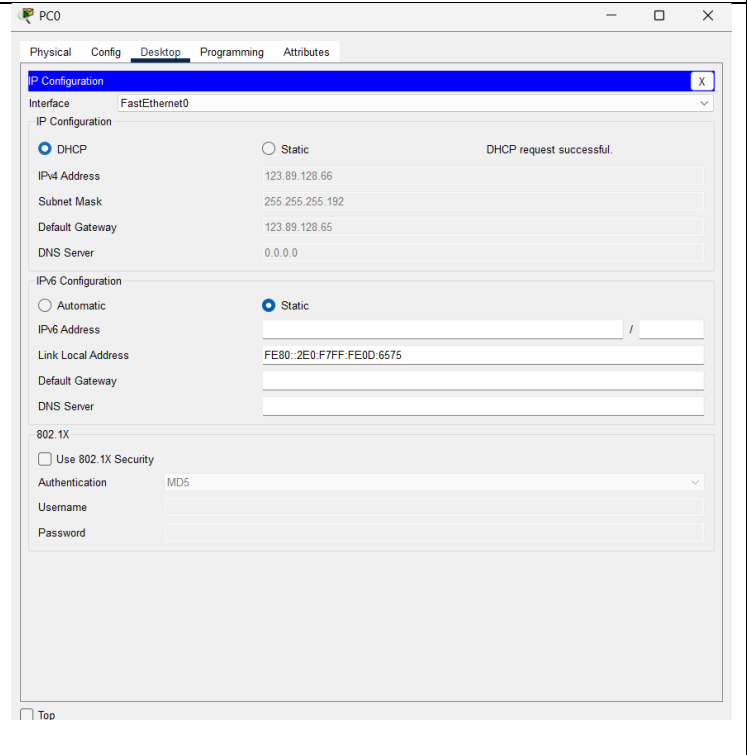 PC0
Physical Config Desktop Programming Attributes
IP Configuration X
Interface FastEthernet0
IP Configuration
DHCP Static DHCP request successful.
IPv4 Address 123.89.128.66
Subnet Mask 255.255.255.192
Default Gateway 123.89.128.65
DNS Server 0.0.0.0
IPv6 Configuration
Automatic Static
IPv6 Address /
Link Local Address FE80::2E0:F7FF:FE0D:6575
Default Gateway
DNS Server
802.1X
Use 802.1X Security
Authentication MD5
Username
Password
Top